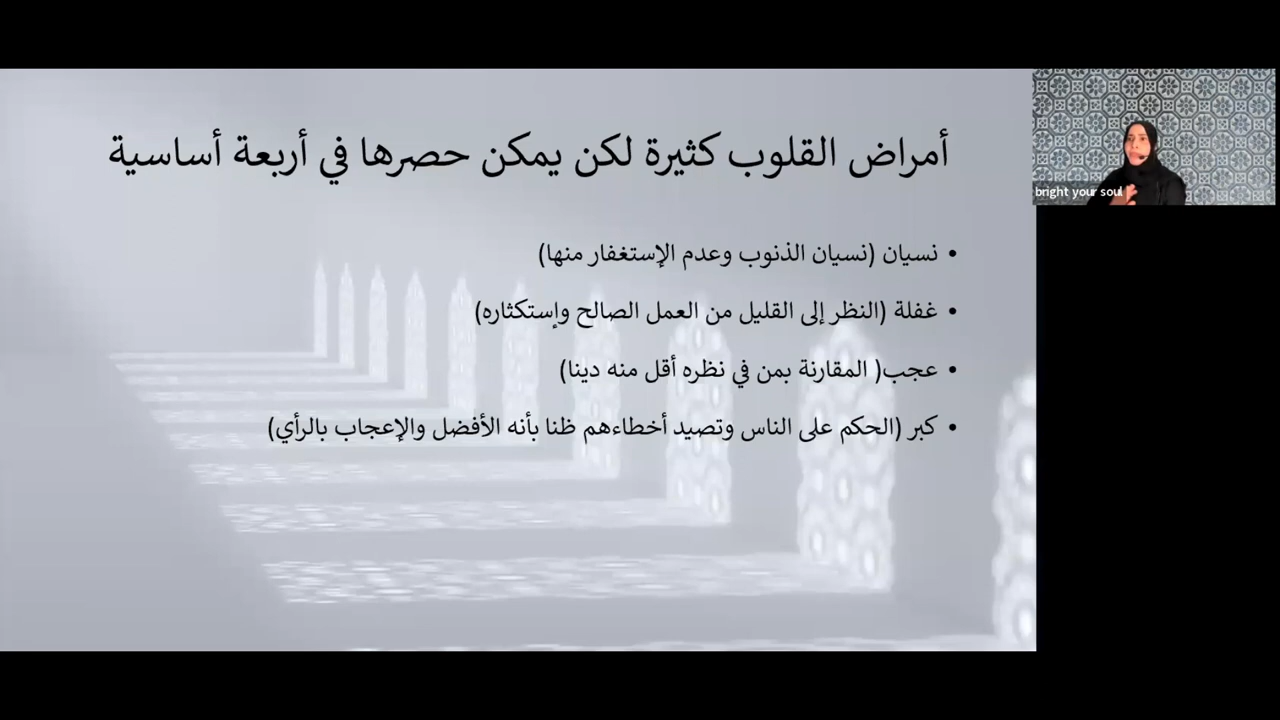 أمراض القلوب كثيرة لكن يمكن حصرها في أربعة أساسية
• نسيان (نسيان الذنوب وعدم الإستغفار منها)
• غفلة (النظر إلى القليل من العمل الصالح وإستكثاره)
• عجب( المقارنة بمن في نظره أقل منه دينا)
• كبر (الحكم على الناس وتصيد أخطاءهم ظنا بأنه الأفضل والإعجاب بالرأي)
bright your soul